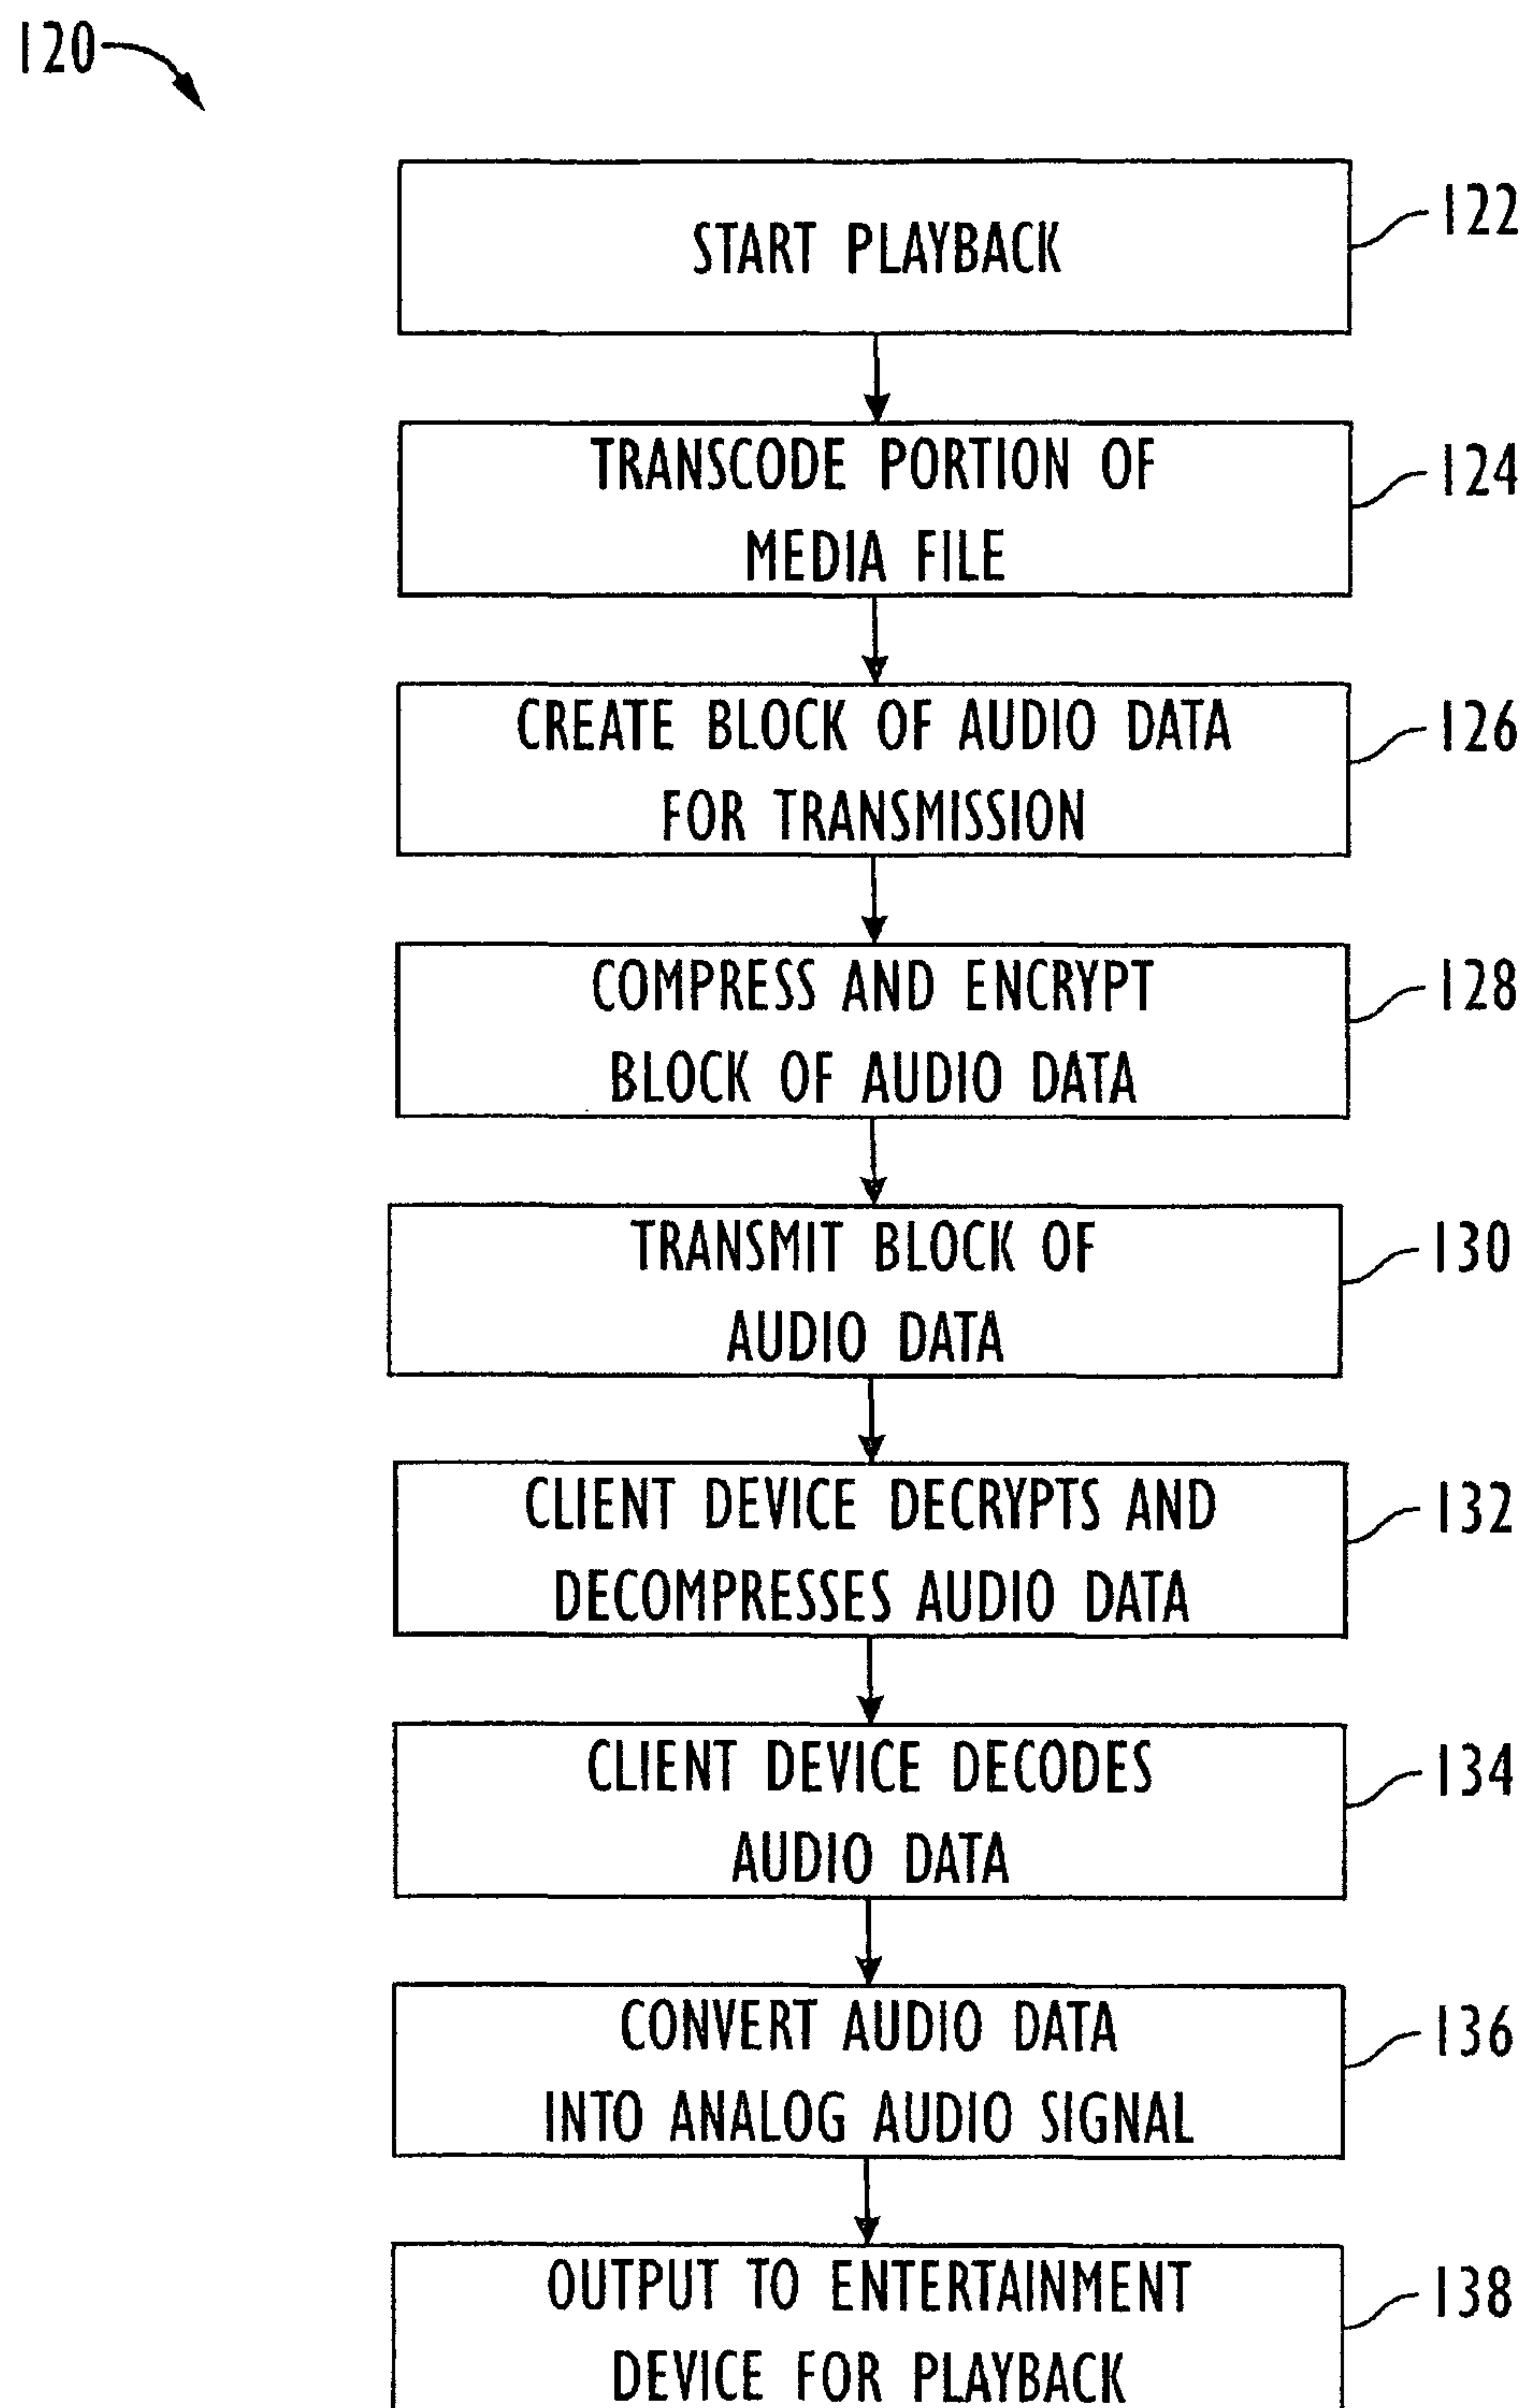 120
START PLAYBACK
122
TRANSCODE PORTION OF
MEDIA FILE
124
CREATE BLOCK OF AUDIO DATA
FOR TRANSMISSION
126
COMPRESS AND ENCRYPT
BLOCK OF AUDIO DATA
128
TRANSMIT BLOCK OF
AUDIO DATA
130
CLIENT DEVICE DECRYPTS AND
DECOMPRESSES AUDIO DATA
132
CLIENT DEVICE DECODES
AUDIO DATA
134
CONVERT AUDIO DATA
INTO ANALOG AUDIO SIGNAL
136
OUTPUT TO ENTERTAINMENT
DEVICE FOR PLAYBACK
138